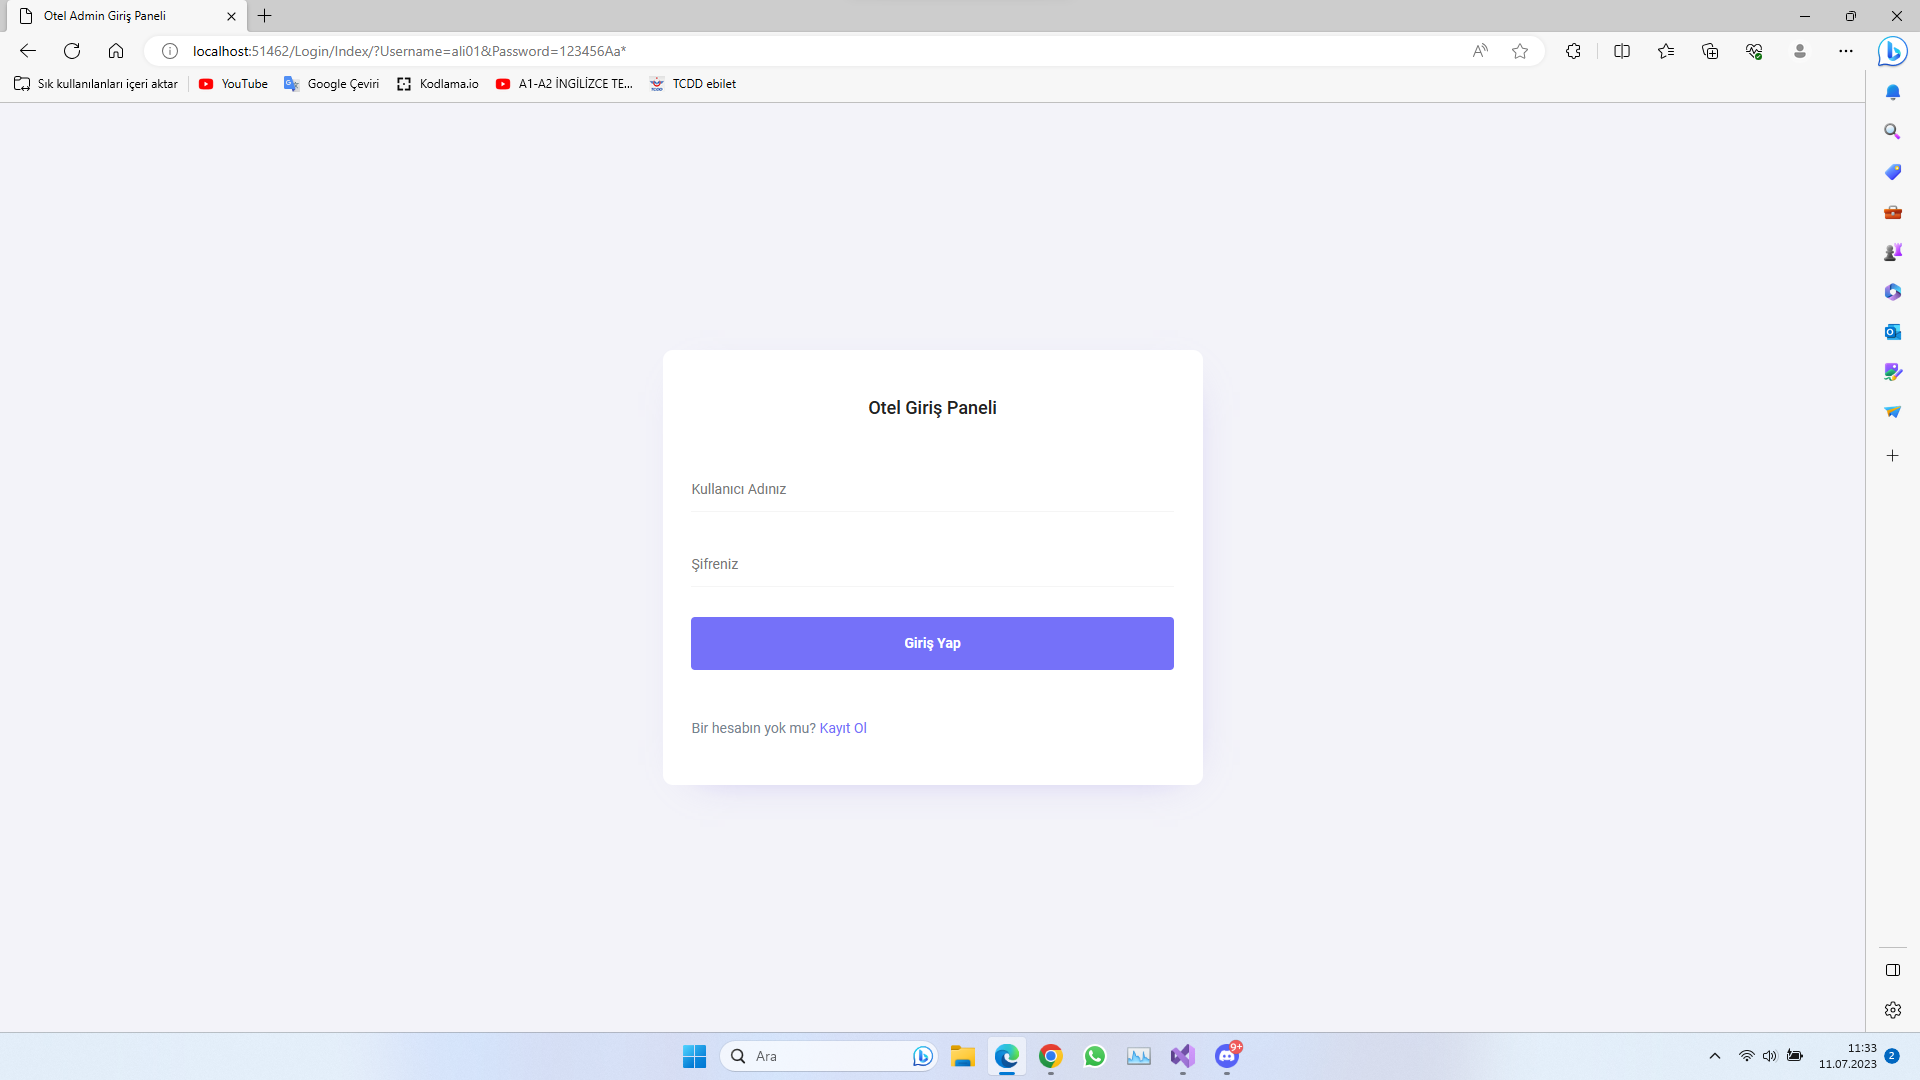 Otel Admin Giriş Paneli
localhost:51462/Login/Index/?Username=ali01&Password=123456Aa*
Sık kullanılanları içeri aktar YouTube Google Çeviri Kodlama.io A1-A2 İNGİLİZCE TE... TCDD ebilet
Otel Giriş Paneli
Kullanıcı Adınız
Şifreniz
Giriş Yap
Bir hesabın yok mu? Kayıt Ol
Ara
9+
11:33
11.07.2023
2